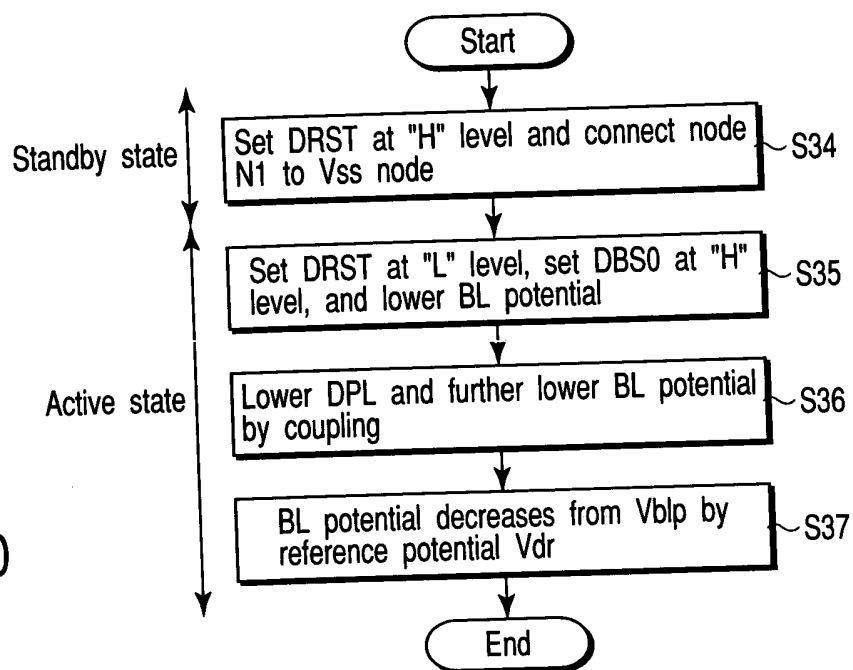 Start
Standby state
Set DRST at "H" level and connect node
N1 to Vss node
S34
Set DRST at "L" level, set DBS0 at "H"
level, and lower BL potential
S35
Active state
Lower DPL and further lower BL potential
by coupling
S36
BL potential decreases from Vblp by
reference potential Vdr
S37
End